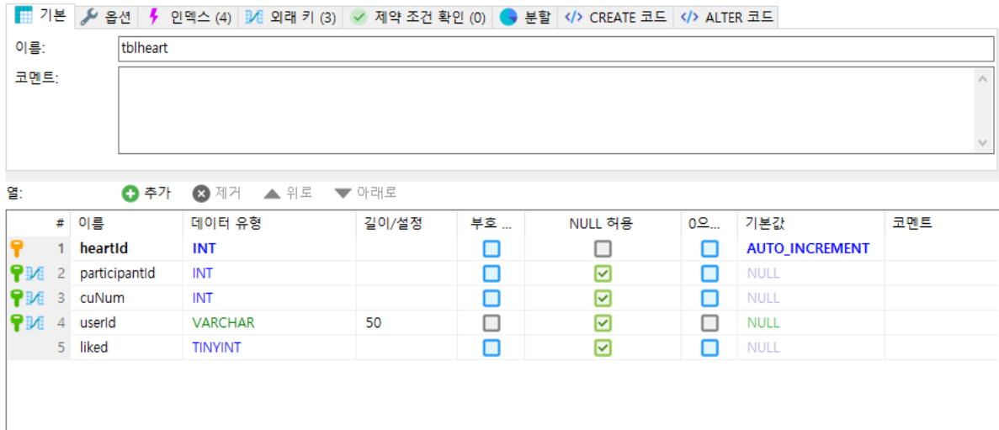 기본 옵션 인덱스 (4) 외래 키 (3) 제약 조건 확인 (0) 분할 </> CREATE 코드 </> ALTER 코드
이름: tblheart
코멘트:
열: 추가 제거 위로 아래로
# 이름 데이터 유형 길이/설정 부호 ... NULL 허용 0으... 기본값 코멘트
1 heartId INT AUTO_INCREMENT
2 participantId INT NULL
3 cuNum INT NULL
4 userId VARCHAR 50 NULL
5 liked TINYINT NULL